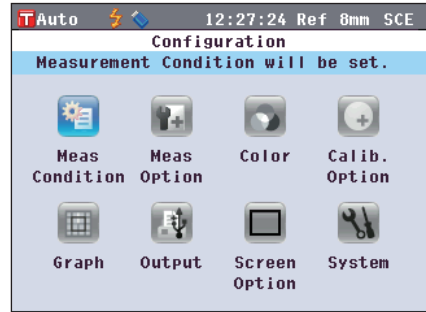 TAuto 12:27:24 Ref 8mm SCE
Configuration
Measurement Condition will be set.
Meas Condition
Meas Option
Color
Calib. Option
Graph
Output
Screen Option
System